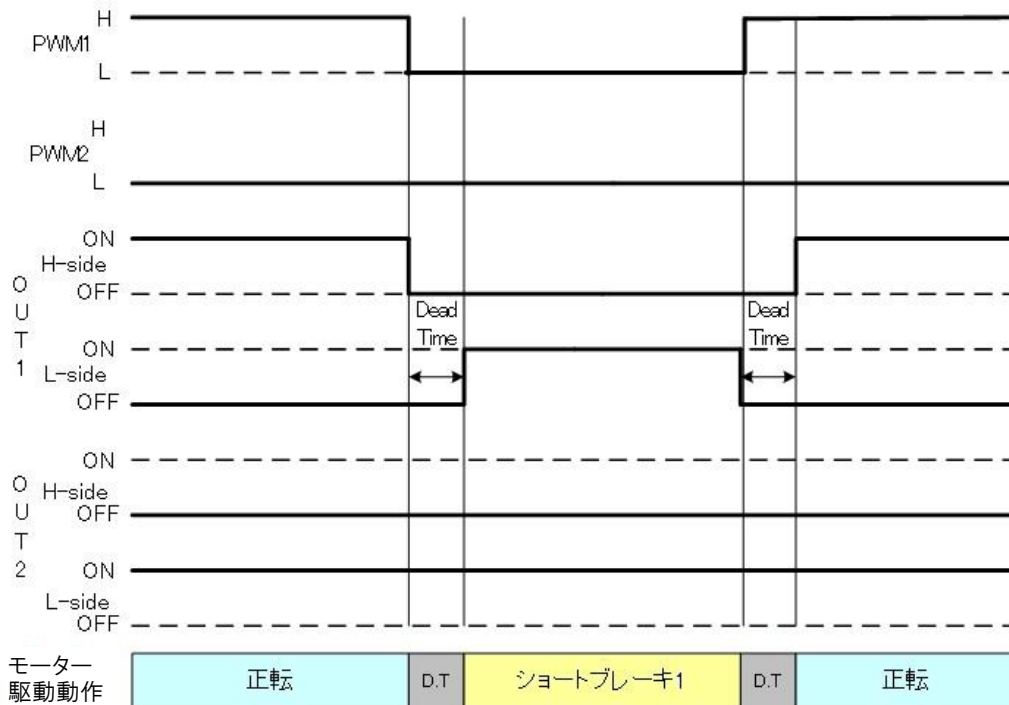 H
PWM1
L
H
PWM2
L
ON
H-side
OFF
OUT1
Dead Time
Dead Time
ON
L-side
OFF
ON
H-side
OFF
OUT2
ON
L-side
OFF
モーター
駆動動作
正転 D.T ショートブレーキ1 D.T 正転